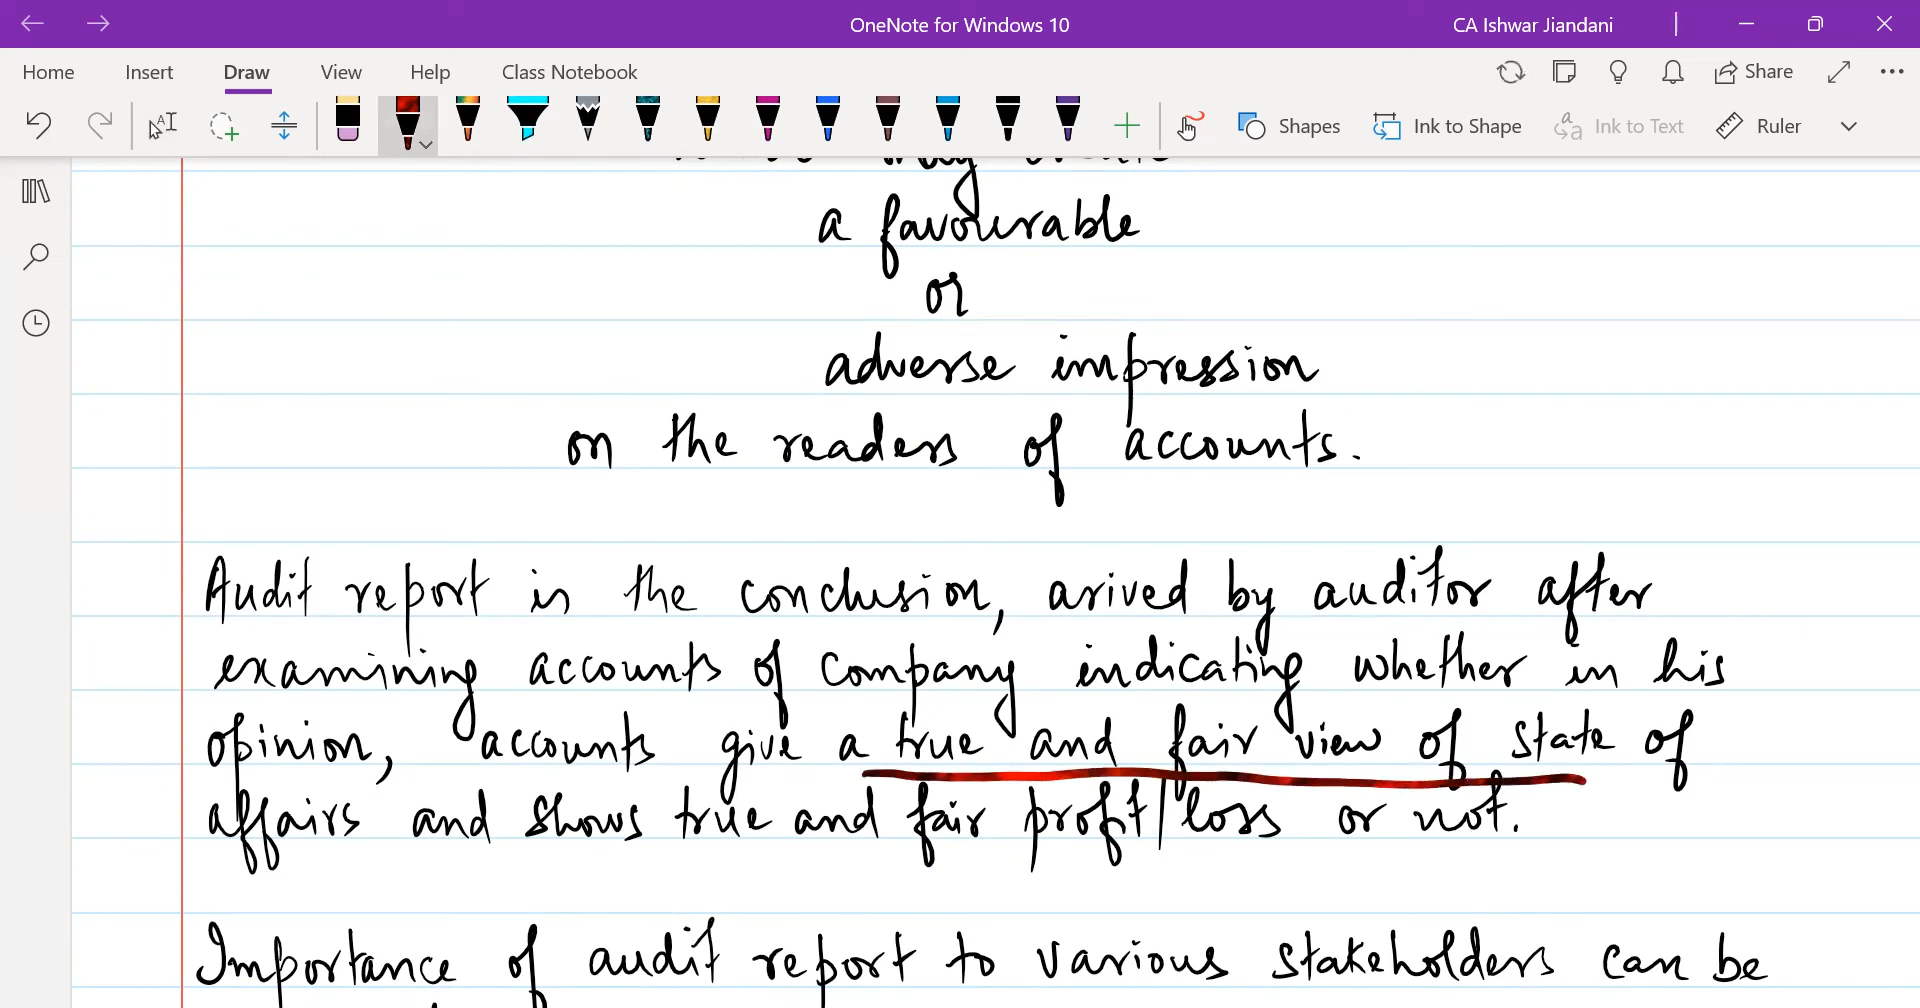 OneNote for Windows 10
CA Ishwar Jiandani
Home Insert Draw View Help Class Notebook
Share
Shapes Ink to Shape Ink to Text Ruler
a favourable
or
adverse impression
on the readers of accounts.
Audit report is the conclusion, arived by auditor after
examining accounts of company indicating whether in his
opinion, accounts give a true and fair view of state of
affairs and shows true and fair profit/loss or not.
Importance of audit report to various stakeholders can be